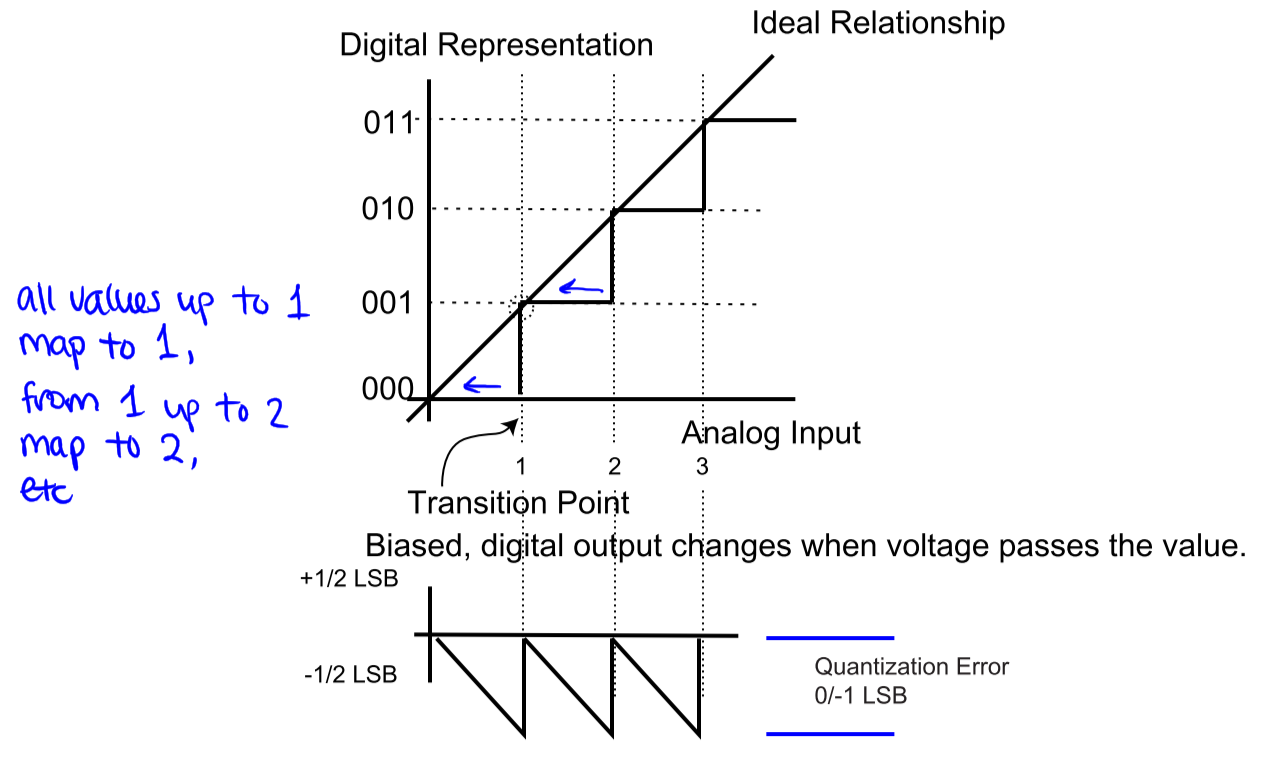 Ideal Relationship
Digital Representation
011
010
001
000
all values up to 1
map to 1,
from 1 up to 2
map to 2,
etc
Analog Input
1 2 3
Transition Point
Biased, digital output changes when voltage passes the value.
+1/2 LSB
-1/2 LSB
Quantization Error
0/-1 LSB